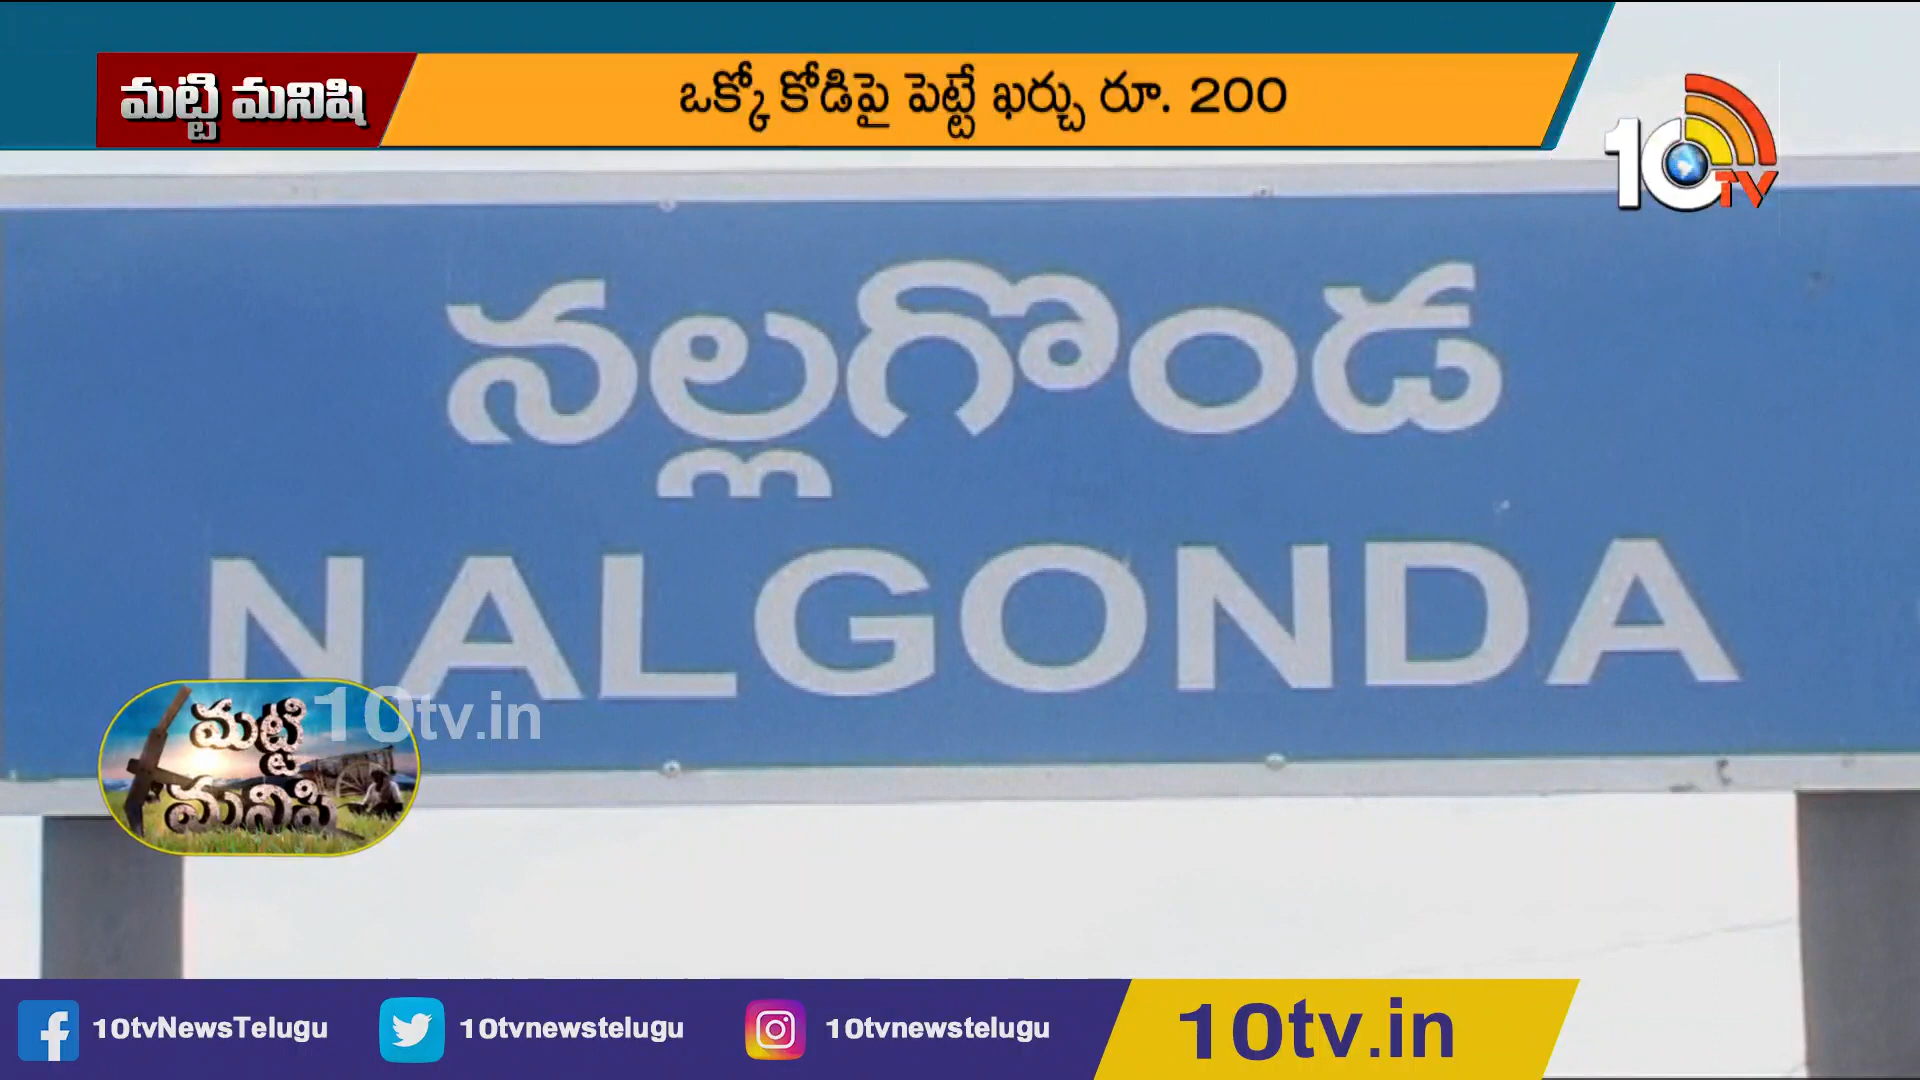 మట్టి మనిషి
ఒక్కో కోడిపై పెట్టే ఖర్చు రూ. 200
10TV
నల్లగొండ
NALGONDA
10tv.in
మట్టి
మనిషి
10tvNewsTelugu
10tvnewstelugu
10tvnewstelugu
10tv.in